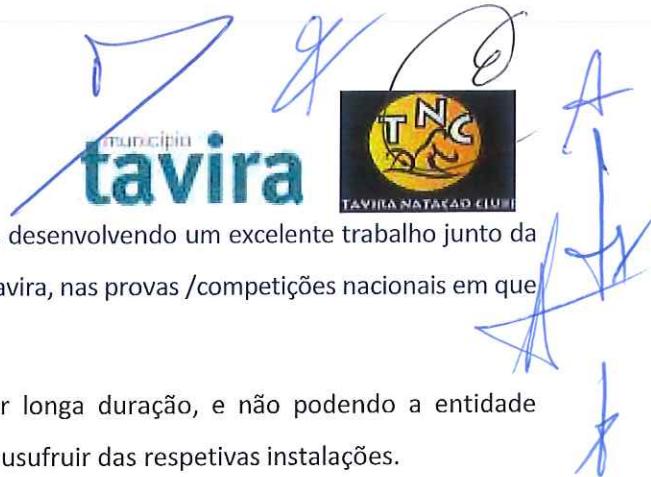 município
tavira
TNC
TAVIRA NATAÇÃO CLUBE
desenvolvendo um excelente trabalho junto da
avira, nas provas /competições nacionais em que
r longa duração, e não podendo a entidade
usufruir das respetivas instalações.